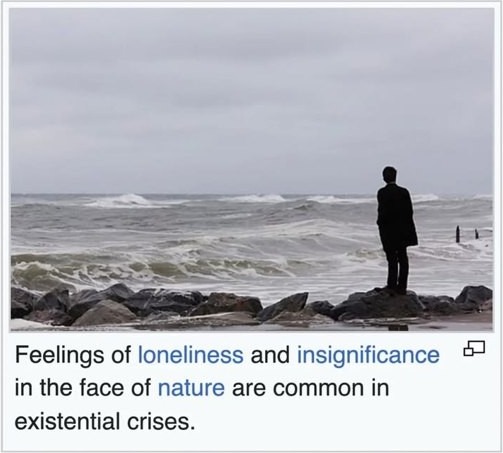 Feelings of loneliness and insignificance
in the face of nature are common in
existential crises.